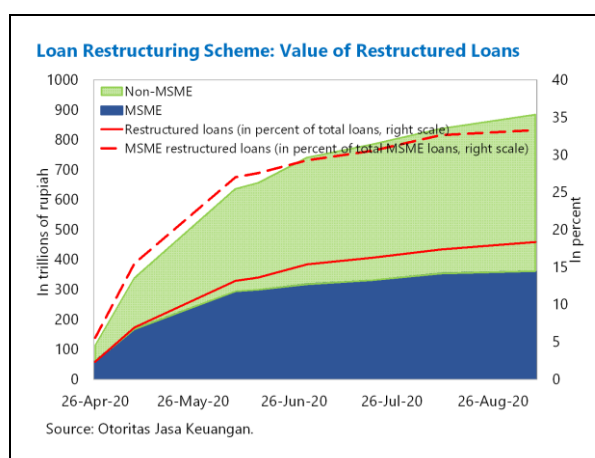 Loan Restructuring Scheme: Value of Restructured Loans
1000
900
800
700
600
500
400
300
200
100
0
In trillions of rupiah
Non-MSME
MSME
Restructured loans (in percent of total loans, right scale)
MSME restructured loans (in percent of total MSME loans, right scale)
40
35
30
25
20
15
10
5
0
In percent
26-Apr-20 26-May-20 26-Jun-20 26-Jul-20 26-Aug-20
Source: Otoritas Jasa Keuangan.